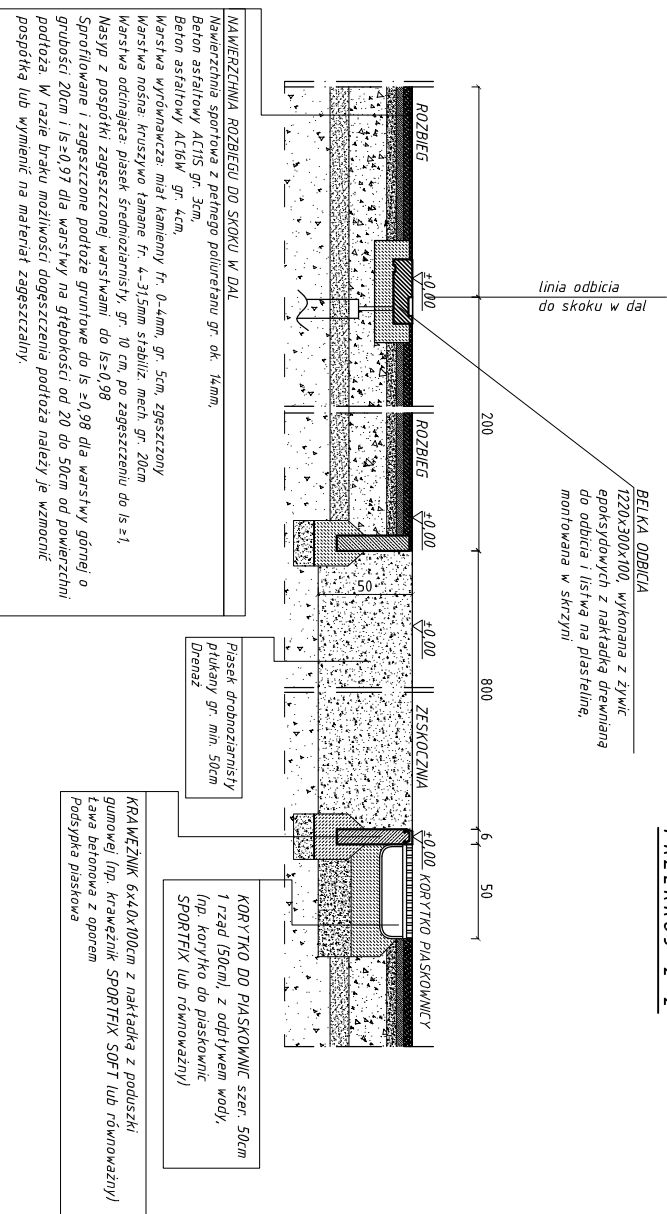 linia odbicia
do skoku w dal
BELKA ODBICIA
1220x300x100, wykonana z żywic
epoksydowych z nakładką drewnianą
do odbicia i listwą na plastelinę,
montowana w skrzyni
200
800
6
50
ROZBIEG
±0,00
ROZBIEG
±0,00
±0,00
ZESKOCZNIA
±0,00
KORYTKO PIASKOWNICY
50
NAWIERZCHNIA ROZBIEGU DO SKOKU W DAL
Nawierzchnia sportowa z pełnego poliuretanu gr. ok. 14mm,
Beton asfaltowy AC11S gr. 3cm,
Beton asfaltowy AC16W gr. 4cm,
Warstwa wyrównawcza: miał kamienny fr. 0-4mm, gr. 5cm, zgęszczony
Warstwa nośna: kruszywo łamane fr. 4-31,5mm stabiliz. mech. gr. 20cm
Warstwa odcinająca: piasek średnioziarnisty, gr. 10 cm, po zagęszczeniu do Is ≥1,
Nasyp z pospółki zagęszczonej warstwami do Is≥0,98
Sprofilowane i zagęszczone podłoże gruntowe do Is ≥0,98 dla warstwy górnej o
grubości 20cm i Is≥0,97 dla warstwy na głębokości od 20 do 50cm od powierzchni
podłoża. W razie braku możliwości dogęszczenia podłoża należy je wzmocnić
pospółką lub wymienić na materiał zagęszczalny.
Piasek drobnoziarnisty
płukany gr. min. 50cm
Drenaż
KORYTKO DO PIASKOWNIC szer. 50cm
1 rząd (50cm), z odpływem wody,
(np. korytko do piaskownic
SPORTFIX lub równoważny)
KRAWĘŻNIK 6x40x100cm z nakładką z poduszki
gumowej (np. krawężnik SPORTFIX SOFT lub równoważny)
Ława betonowa z oporem
Podsypka piaskowa